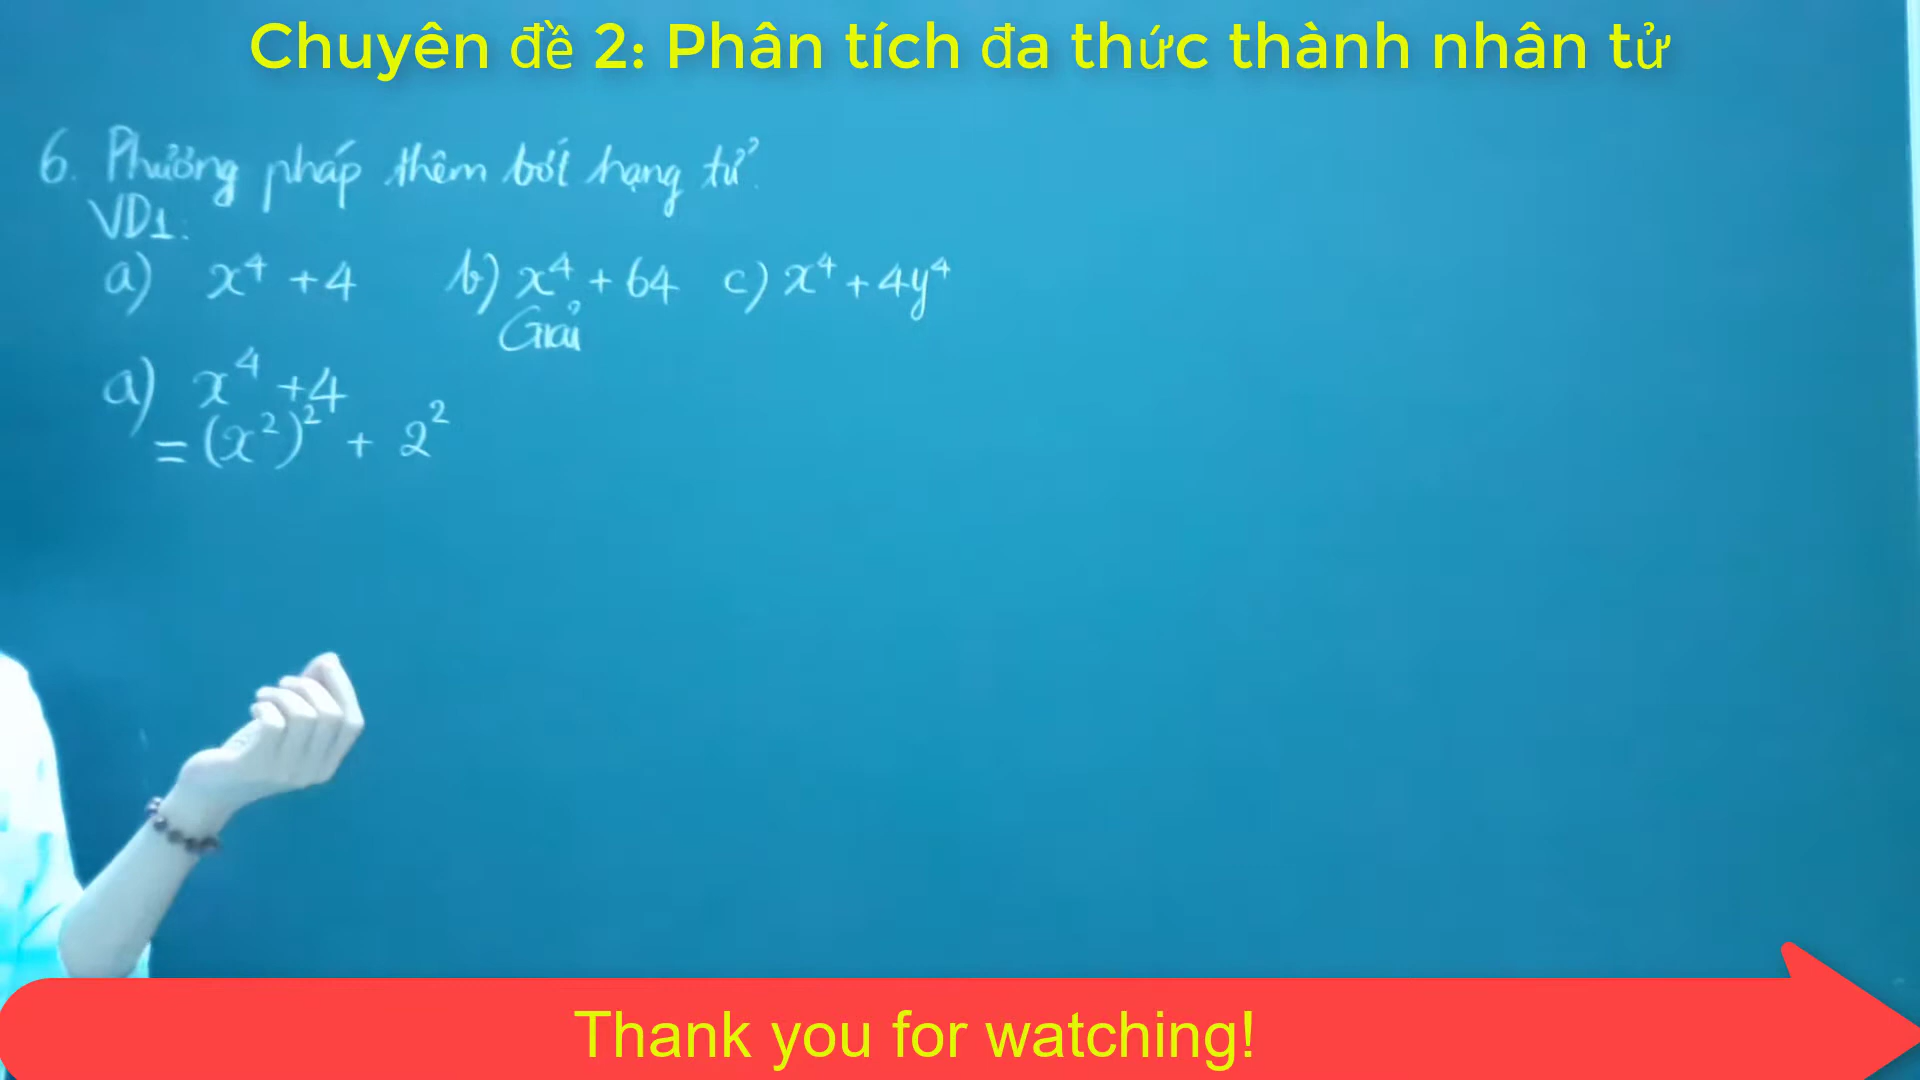 Chuyên đề 2: Phân tích đa thức thành nhân tử
6. Phương pháp thêm bớt hạng tử.
VD1:
a) x⁴ + 4 b) x⁴ + 64 c) x⁴ + 4y⁴
Giải
a) x⁴ + 4
= (x²)² + 2²
Thank you for watching!